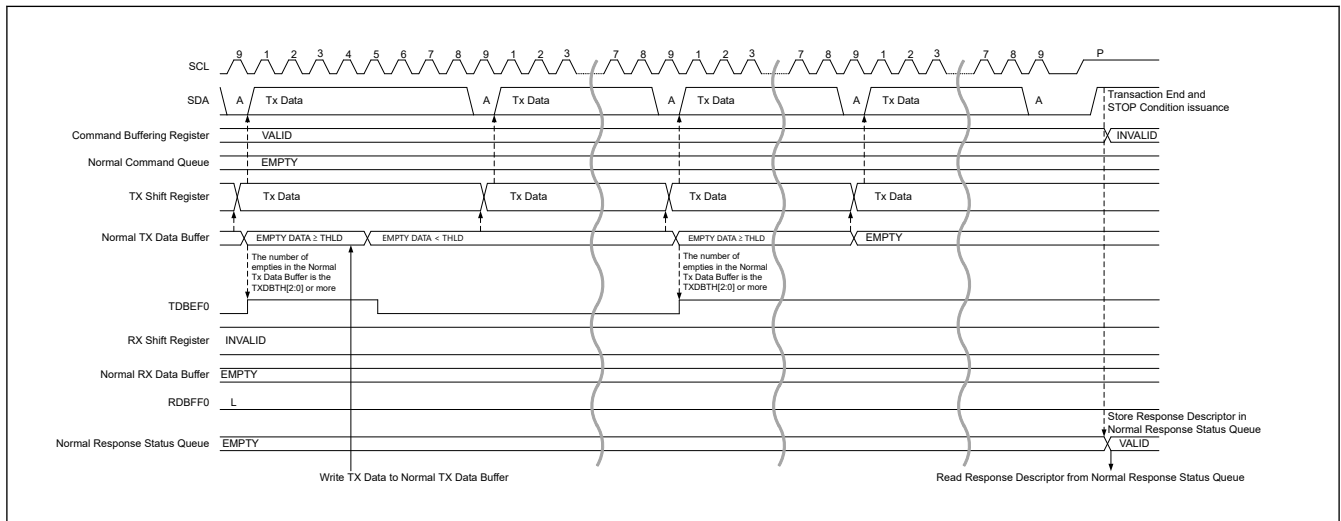 SCL 9 1 2 3 4 5 6 7 8 9 1 2 3 7 8 9 1 2 3 7 8 9 1 2 3 7 8 9 P
SDA A Tx Data A Tx Data A Tx Data A Tx Data A
Transaction End and
STOP Condition issuance
Command Buffering Register VALID INVALID
Normal Command Queue EMPTY
TX Shift Register Tx Data Tx Data Tx Data Tx Data
Normal TX Data Buffer EMPTY DATA ≥ THLD EMPTY DATA < THLD EMPTY DATA ≥ THLD EMPTY
The number of
empties in the Normal
Tx Data Buffer is the
TXDBTH[2:0] or more
The number of
empties in the Normal
Tx Data Buffer is the
TXDBTH[2:0] or more
TDBEF0
RX Shift Register INVALID
Normal RX Data Buffer EMPTY
RDBFF0 L
Store Response Descriptor in
Normal Response Status Queue
Normal Response Status Queue EMPTY VALID
Write TX Data to Normal TX Data Buffer
Read Response Descriptor from Normal Response Status Queue